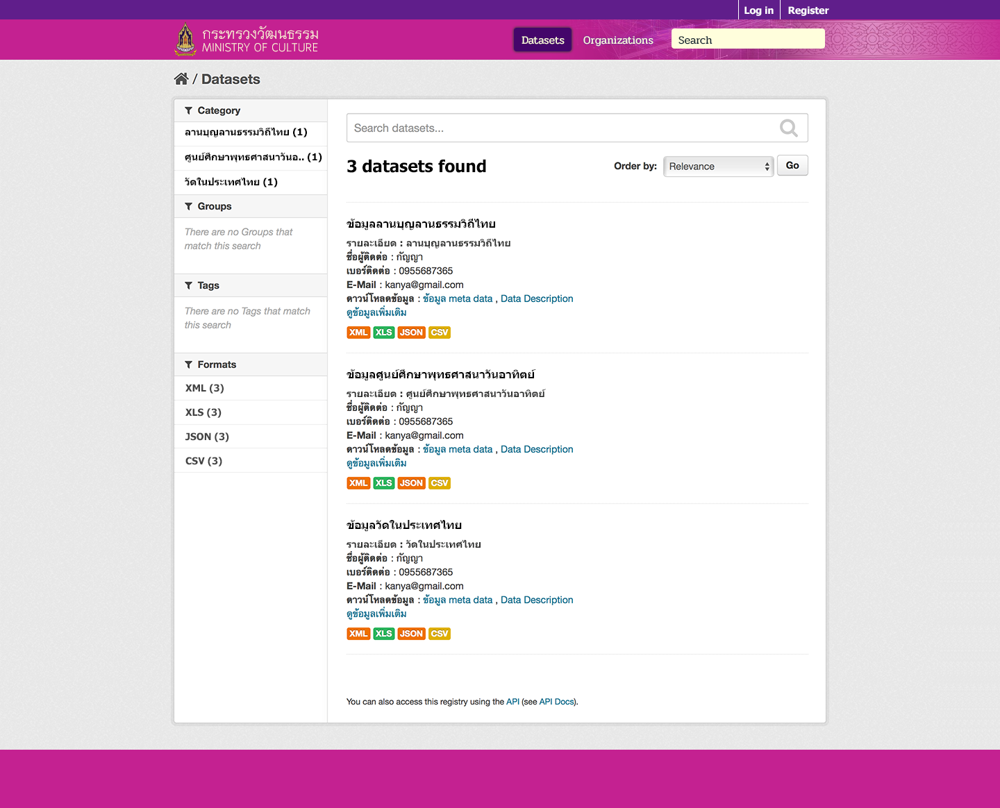 Log in
Register
กระทรวงวัฒนธรรม
MINISTRY OF CULTURE
Datasets
Organizations
Search
/ Datasets
Category
ลานบุญลานธรรมวิถีไทย (1)
ศูนย์ศึกษาพุทธศาสนาวันอ.. (1)
วัดในประเทศไทย (1)
Groups
There are no Groups that
match this search
Tags
There are no Tags that match
this search
Formats
XML (3)
XLS (3)
JSON (3)
CSV (3)
Search datasets...
3 datasets found
Order by:
Relevance
Go
ข้อมูลลานบุญลานธรรมวิถีไทย
รายละเอียด : ลานบุญลานธรรมวิถีไทย
ชื่อผู้ติดต่อ : กัญญา
เบอร์ติดต่อ : 0955687365
E-Mail : kanya@gmail.com
ดาวน์โหลดข้อมูล : ข้อมูล meta data , Data Description
ดูข้อมูลเพิ่มเติม
XML XLS JSON CSV
ข้อมูลศูนย์ศึกษาพุทธศาสนาวันอาทิตย์
รายละเอียด : ศูนย์ศึกษาพุทธศาสนาวันอาทิตย์
ชื่อผู้ติดต่อ : กัญญา
เบอร์ติดต่อ : 0955687365
E-Mail : kanya@gmail.com
ดาวน์โหลดข้อมูล : ข้อมูล meta data , Data Description
ดูข้อมูลเพิ่มเติม
XML XLS JSON CSV
ข้อมูลวัดในประเทศไทย
รายละเอียด : วัดในประเทศไทย
ชื่อผู้ติดต่อ : กัญญา
เบอร์ติดต่อ : 0955687365
E-Mail : kanya@gmail.com
ดาวน์โหลดข้อมูล : ข้อมูล meta data , Data Description
ดูข้อมูลเพิ่มเติม
XML XLS JSON CSV
You can also access this registry using the API (see API Docs).